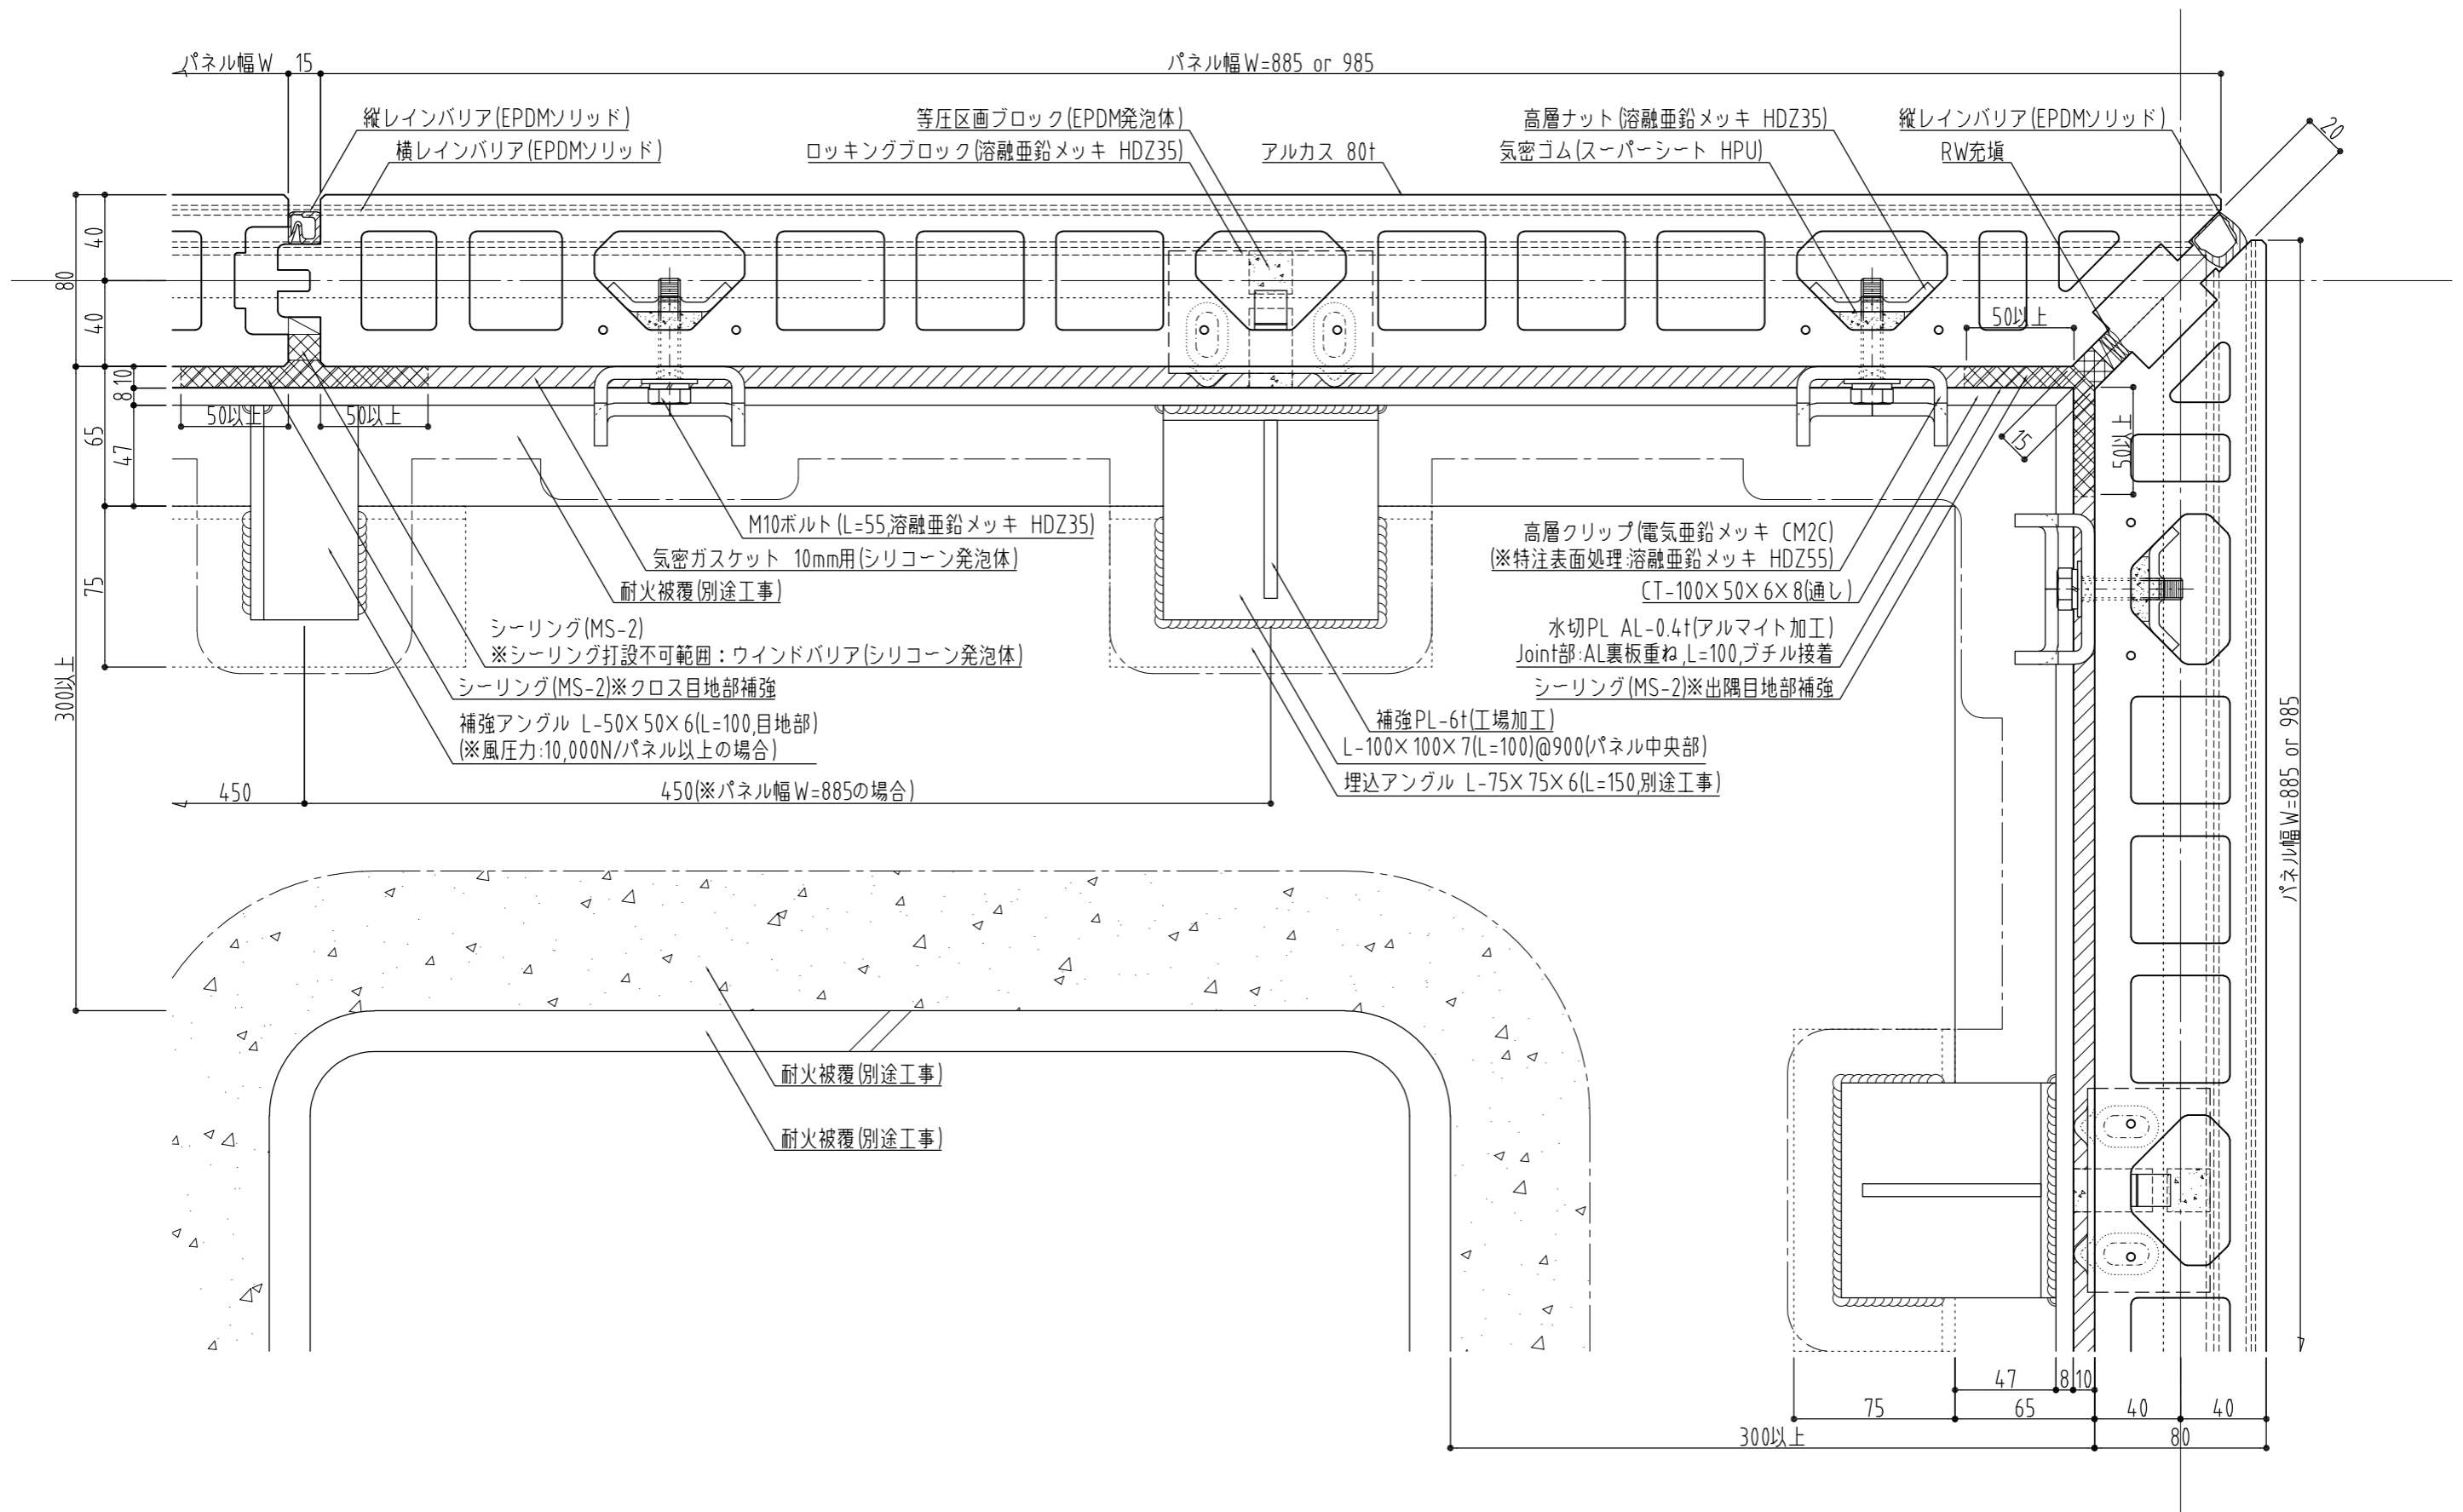 パネル幅W
15
パネル幅W=885 or 985
縦レインバリア(EPDMソリッド)
横レインバリア(EPDMソリッド)
等圧区画ブロック(EPDM発泡体)
ロッキングブロック(溶融亜鉛メッキ HDZ35)
アルカス 80t
高層ナット(溶融亜鉛メッキ HDZ35)
気密ゴム(スーパーシート HPU)
縦レインバリア(EPDMソリッド)
RW充填
20
40
80
40
10
8
65
47
75
300以上
50以上
50以上
50以上
50以上
15
M10ボルト(L=55,溶融亜鉛メッキ HDZ35)
気密ガスケット 10mm用(シリコーン発泡体)
耐火被覆(別途工事)
シーリング(MS-2)
※シーリング打設不可範囲：ウインドバリア(シリコーン発泡体)
シーリング(MS-2)※クロス目地部補強
補強アングル L-50×50×6(L=100,目地部)
(※風圧力:10,000N/パネル以上の場合)
450
450(※パネル幅W=885の場合)
高層クリップ(電気亜鉛メッキ CM2C)
(※特注表面処理:溶融亜鉛メッキ HDZ55)
CT-100×50×6×8(通し)
水切PL AL-0.4t(アルマイト加工)
Joint部:AL裏板重ね,L=100,ブチル接着
シーリング(MS-2)※出隅目地部補強
補強PL-6t(工場加工)
L-100×100×7(L=100)@900(パネル中央部)
埋込アングル L-75×75×6(L=150,別途工事)
パネル幅W=885 or 985
耐火被覆(別途工事)
耐火被覆(別途工事)
47
8
10
75
65
40
40
300以上
80